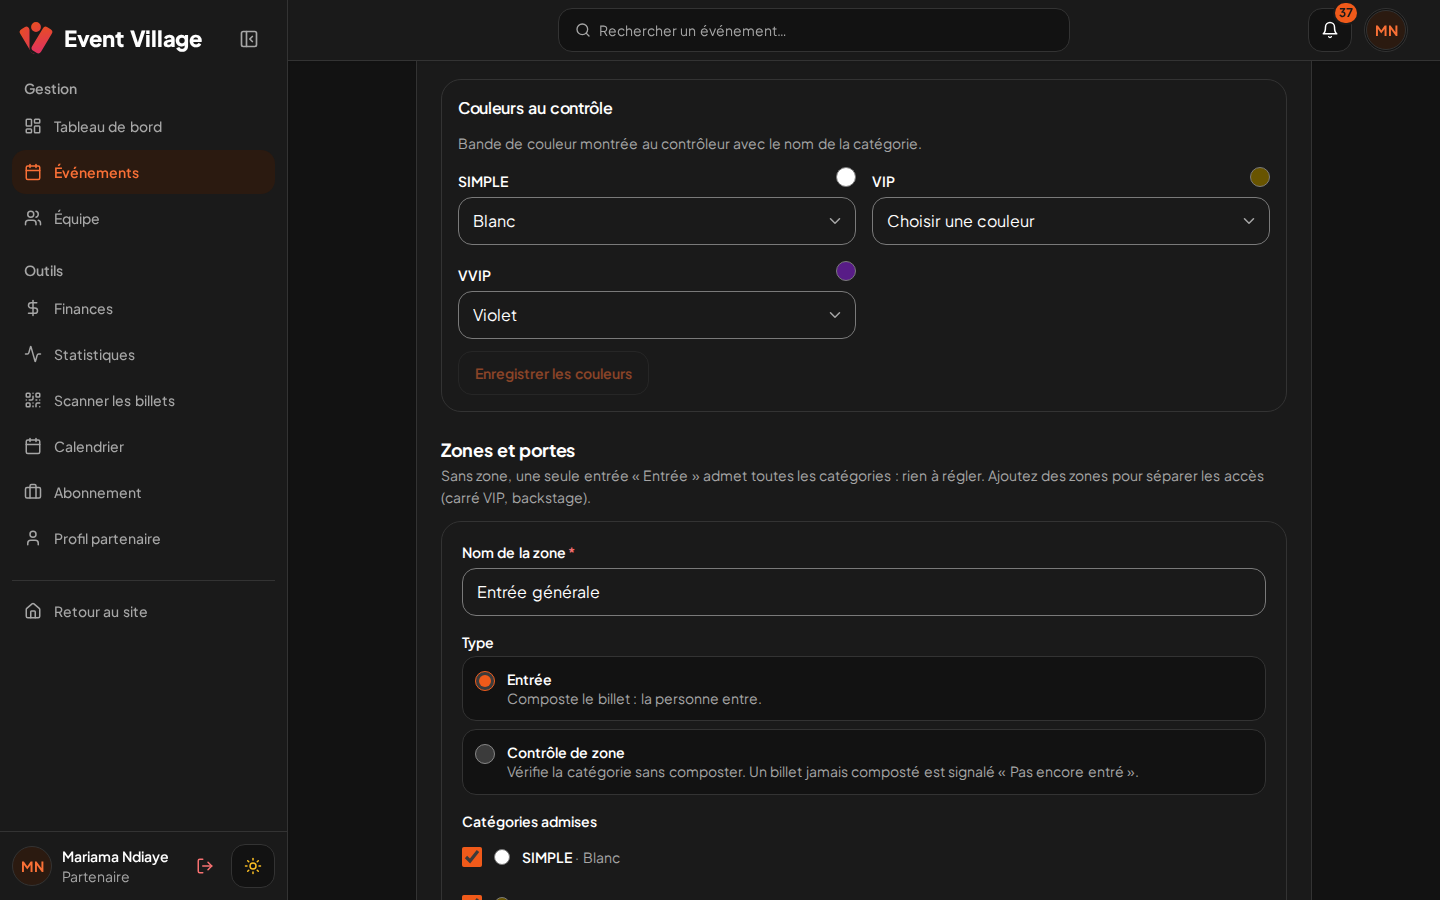 Event Village
Gestion
Tableau de bord
Événements
Équipe
Outils
Finances
Statistiques
Scanner les billets
Calendrier
Abonnement
Profil partenaire
Retour au site
MN
Mariama Ndiaye
Partenaire
Rechercher un événement...
37
MN
Couleurs au contrôle
Bande de couleur montrée au contrôleur avec le nom de la catégorie.
SIMPLE
Blanc
VIP
Choisir une couleur
VVIP
Violet
Enregistrer les couleurs
Zones et portes
Sans zone, une seule entrée « Entrée » admet toutes les catégories : rien à régler. Ajoutez des zones pour séparer les accès
(carré VIP, backstage).
Nom de la zone *
Entrée générale
Type
Entrée
Composte le billet : la personne entre.
Contrôle de zone
Vérifie la catégorie sans composter. Un billet jamais composté est signalé « Pas encore entré ».
Catégories admises
SIMPLE · Blanc